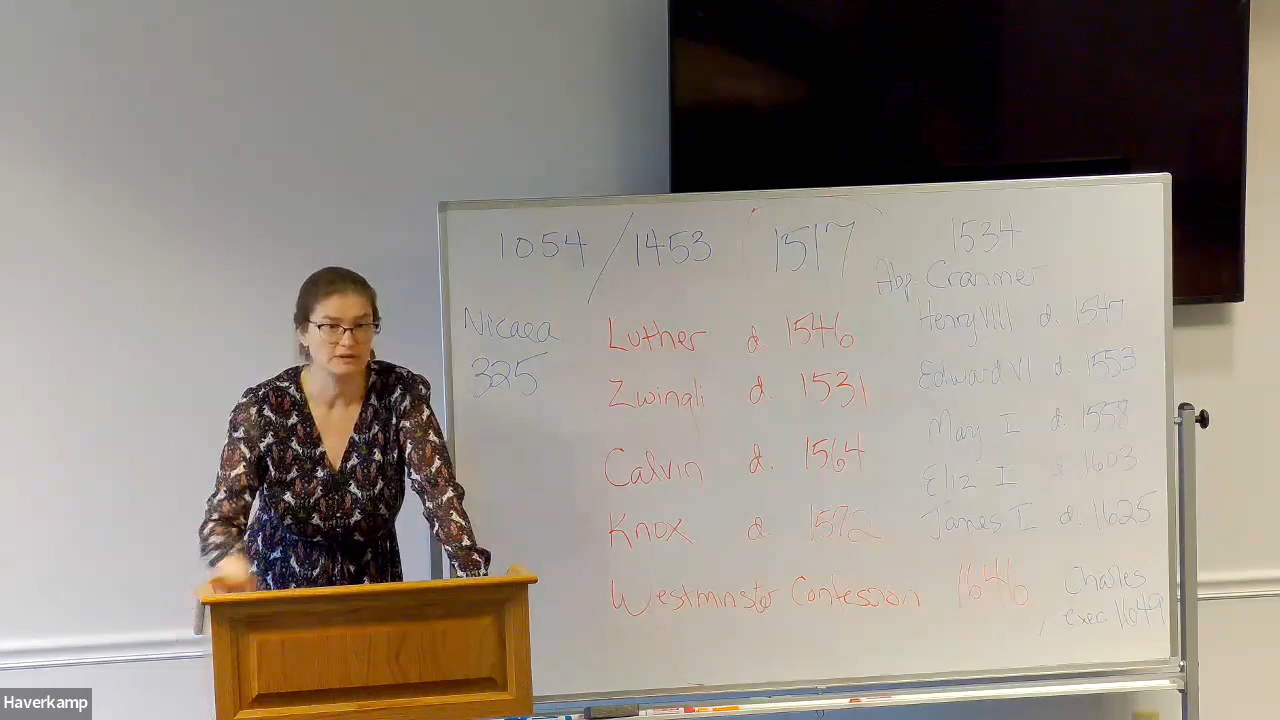 1054 / 1453 1517 1534
Abp Cranmer
Nicaea
325
Luther d. 1546
Zwingli d. 1531
Calvin d. 1564
Knox d. 1572
Westminster Confession 1646
Henry VIII d. 1547
Edward VI d. 1553
Mary I d. 1558
Eliz I d. 1603
James I d. 1625
Charles
exec. 1649
Haverkamp